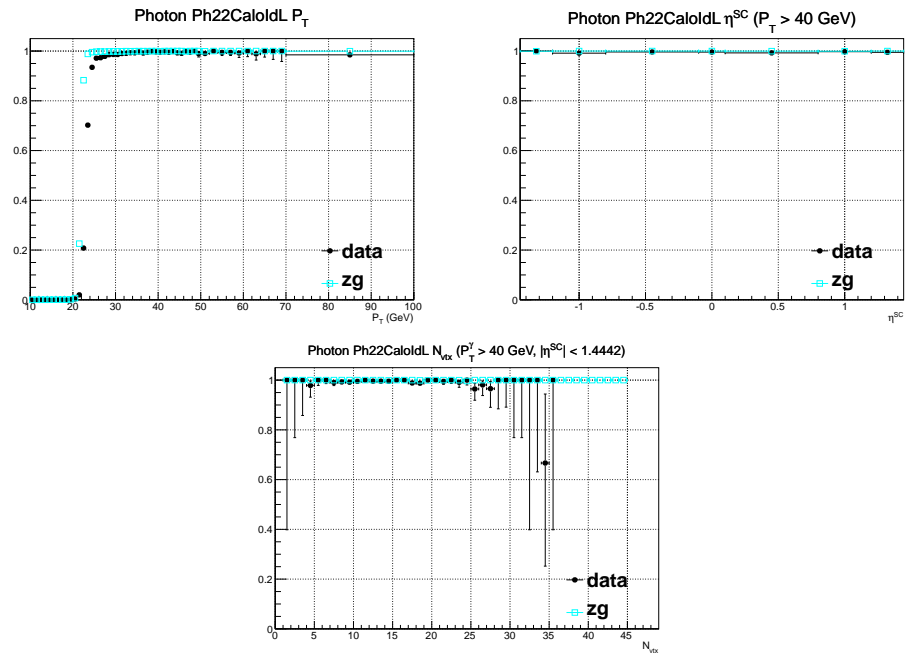 Photon Ph22CaloIdL P_T
1
0.8
0.6
0.4
0.2
0
data
zg
10 20 30 40 50 60 70 80 90 100
P_T (GeV)
Photon Ph22CaloIdL η^SC (P_T > 40 GeV)
1
0.8
0.6
0.4
0.2
0
data
zg
-1 -0.5 0 0.5 1
η^SC
Photon Ph22CaloIdL N_vtx (P_T^γ > 40 GeV, |η^SC| < 1.4442)
1
0.8
0.6
0.4
0.2
0
data
zg
0 5 10 15 20 25 30 35 40 45
N_vtx